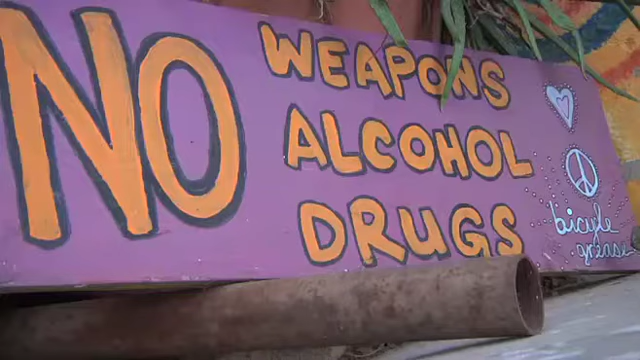 NO
WEAPONS
ALCOHOL
DRUGS
bicycle
grease